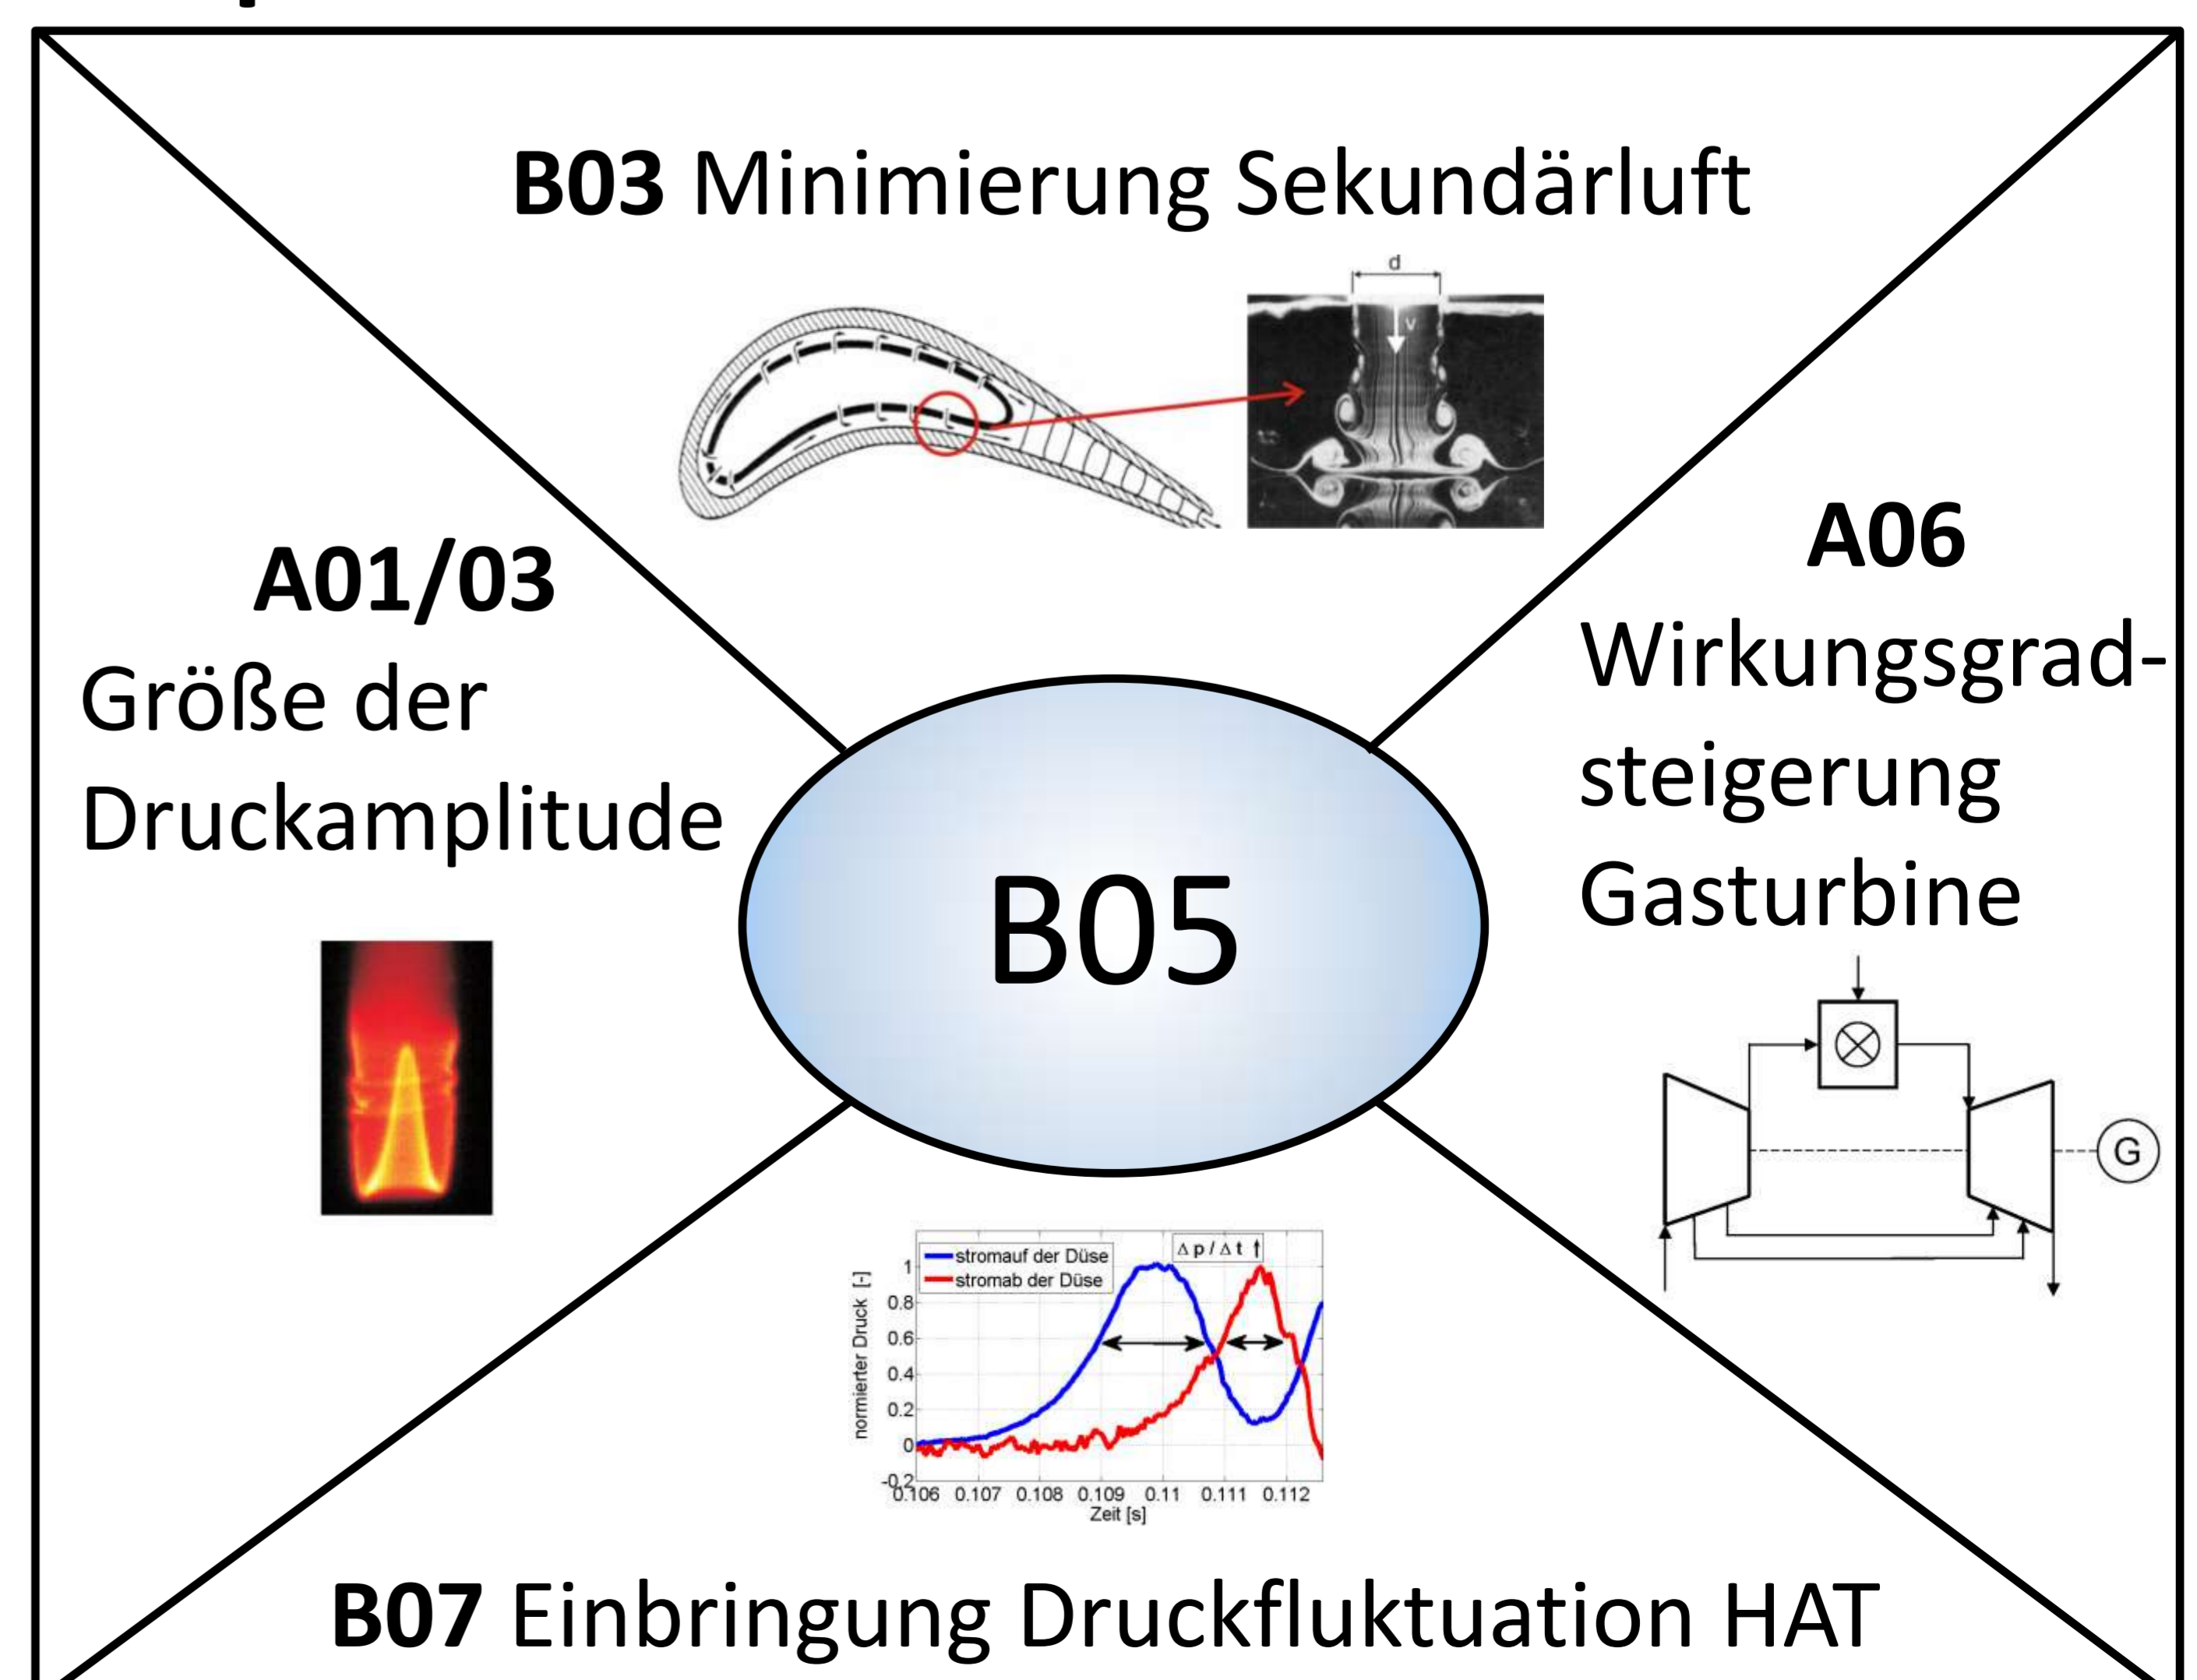 B03 Minimierung Sekundärluft
d
v
A01/03
Größe der
Druckamplitude
A06
Wirkungsgrad-
steigerung
Gasturbine
B05
G
stromauf der Düse
stromab der Düse
Δ p / Δ t ↑
normierter Druck [-]
1
0.8
0.6
0.4
0.2
0
-0.2
0.106 0.107 0.108 0.109 0.11 0.111 0.112
Zeit [s]
B07 Einbringung Druckfluktuation HAT